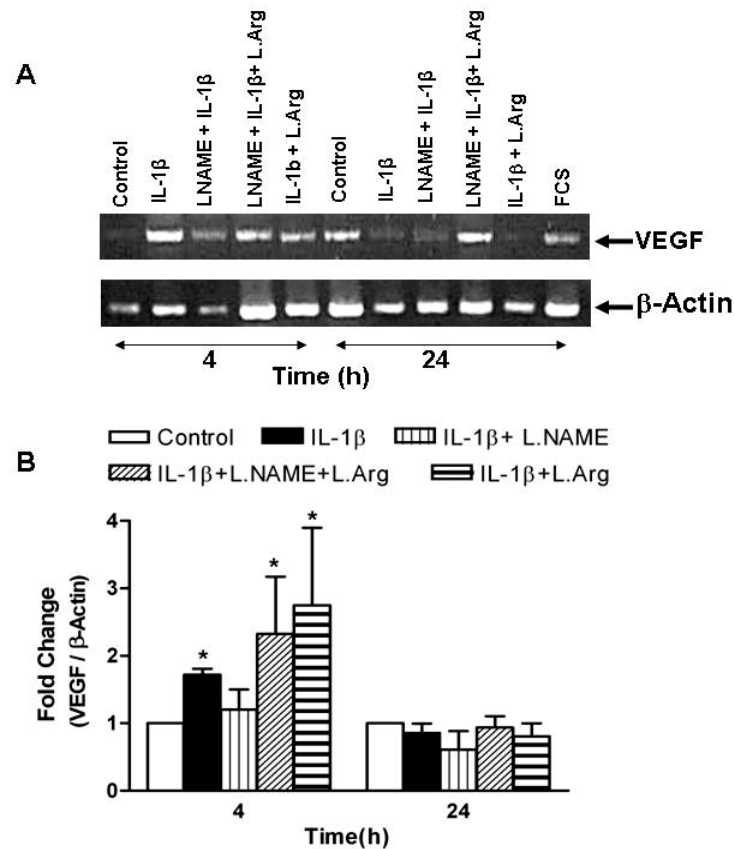 A
Control
IL-1β
LNAME + IL-1β
LNAME + IL-1β+ L.Arg
IL-1b + L.Arg
Control
IL-1β
LNAME + IL-1β
LNAME + IL-1β+ L.Arg
IL-1β + L.Arg
FCS
VEGF
β-Actin
4
24
Time (h)
Control
IL-1β
IL-1β+ L.NAME
B
IL-1β+L.NAME+L.Arg
IL-1β+L.Arg
Fold Change
(VEGF / β-Actin)
4
3
2
1
0
*
*
*
4
24
Time(h)